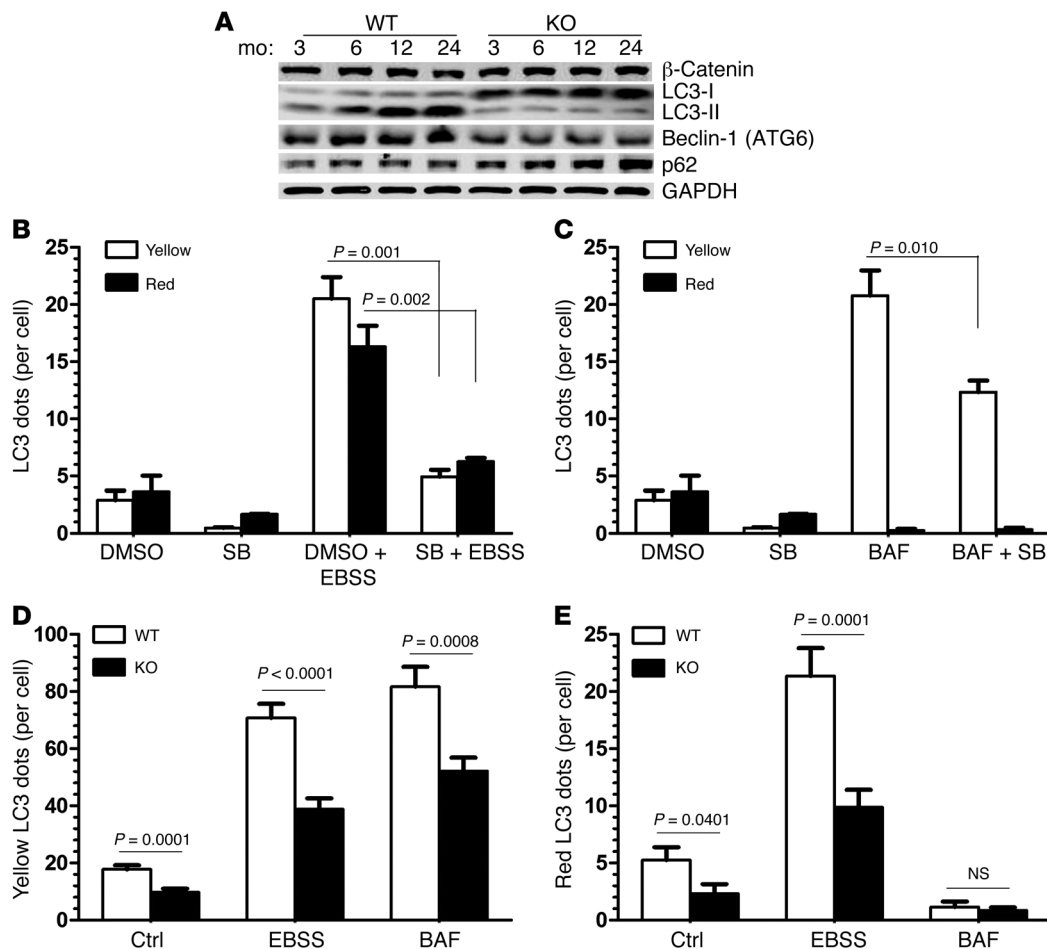 A
WT KO
mo: 3 6 12 24 3 6 12 24
β-Catenin
LC3-I
LC3-II
Beclin-1 (ATG6)
p62
GAPDH
B
LC3 dots (per cell)
25
20
15
10
5
0
Yellow
Red
P = 0.001
P = 0.002
DMSO SB DMSO + EBSS SB + EBSS
C
LC3 dots (per cell)
25
20
15
10
5
0
Yellow
Red
P = 0.010
DMSO SB BAF BAF + SB
D
Yellow LC3 dots (per cell)
100
80
60
40
20
0
WT
KO
P = 0.0001
P < 0.0001
P = 0.0008
Ctrl EBSS BAF
E
Red LC3 dots (per cell)
25
20
15
10
5
0
WT
KO
P = 0.0401
P = 0.0001
NS
Ctrl EBSS BAF